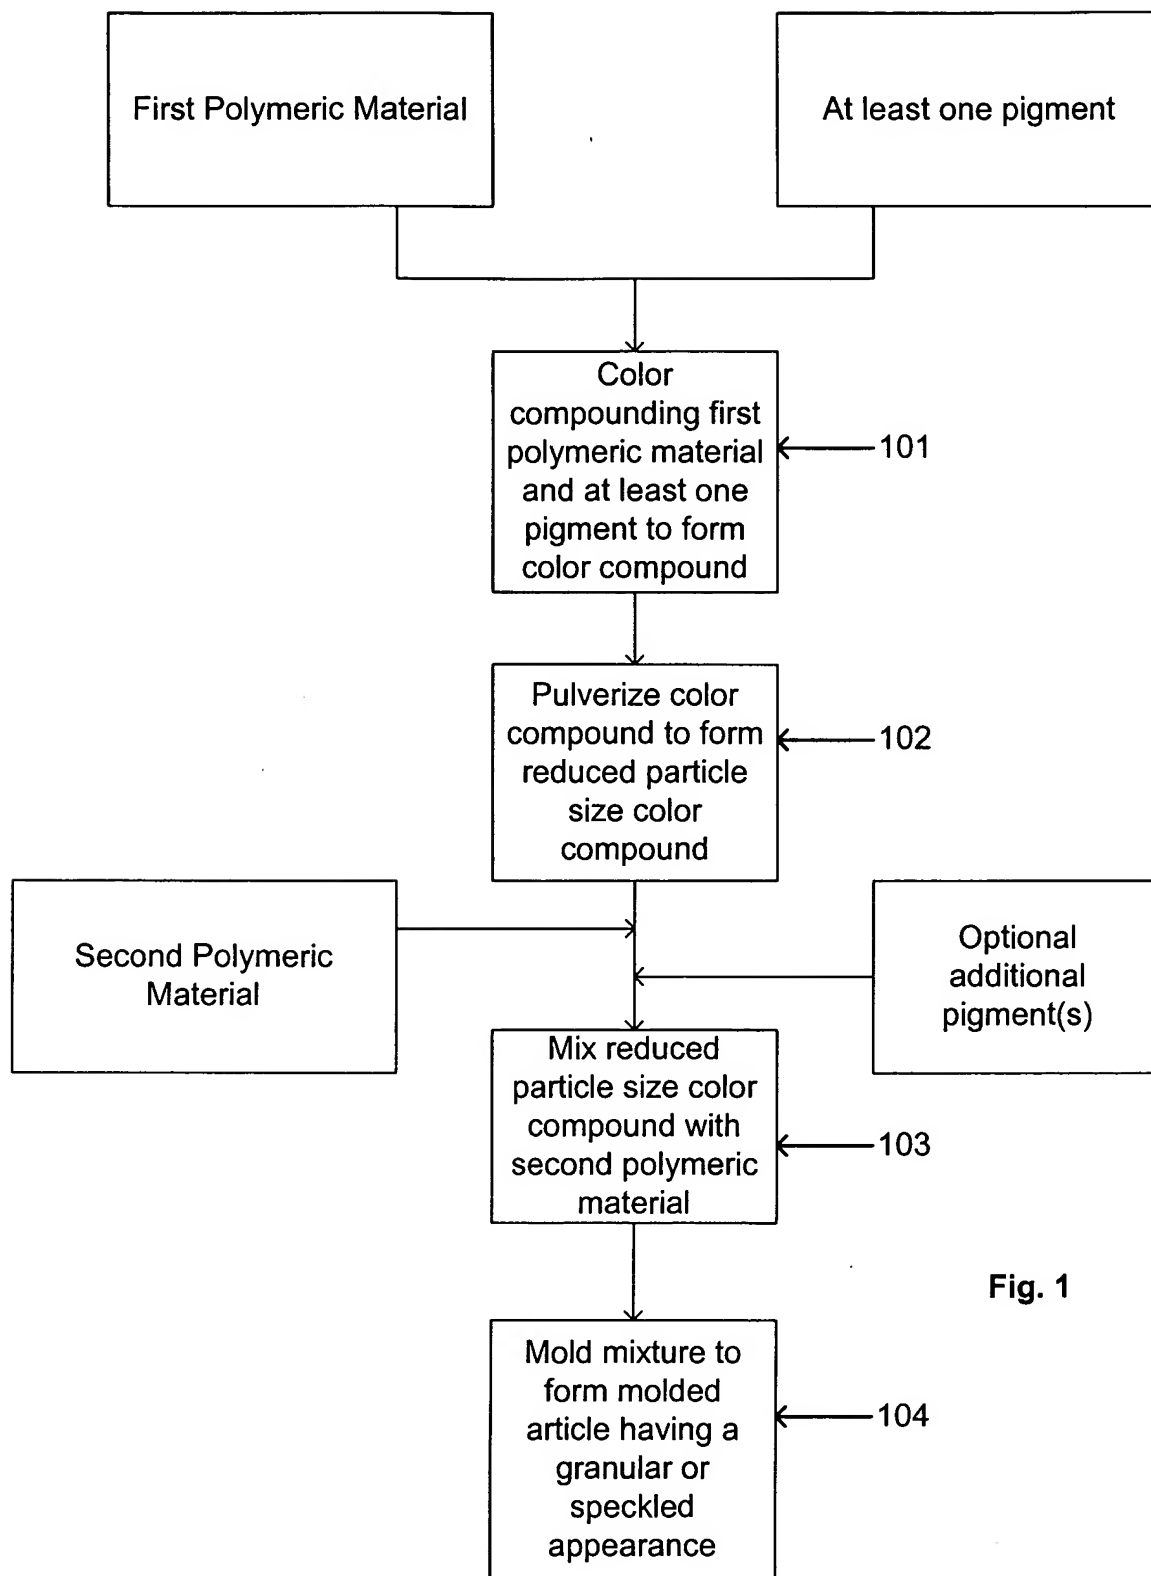 First Polymeric Material
At least one pigment
Color
compounding first
polymeric material
and at least one
pigment to form
color compound
101
Pulverize color
compound to form
reduced particle
size color
compound
102
Second Polymeric
Material
Optional
additional
pigment(s)
Mix reduced
particle size color
compound with
second polymeric
material
103
Fig. 1
Mold mixture to
form molded
article having a
granular or
speckled
appearance
104